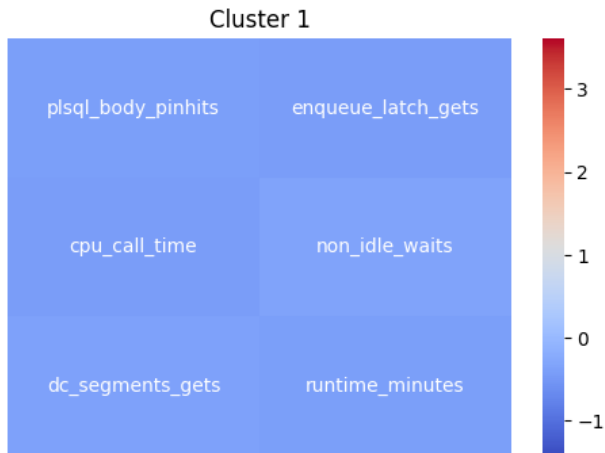 Cluster 1
plsql_body_pinhits enqueue_latch_gets
cpu_call_time non_idle_waits
dc_segments_gets runtime_minutes
3
2
1
0
−1